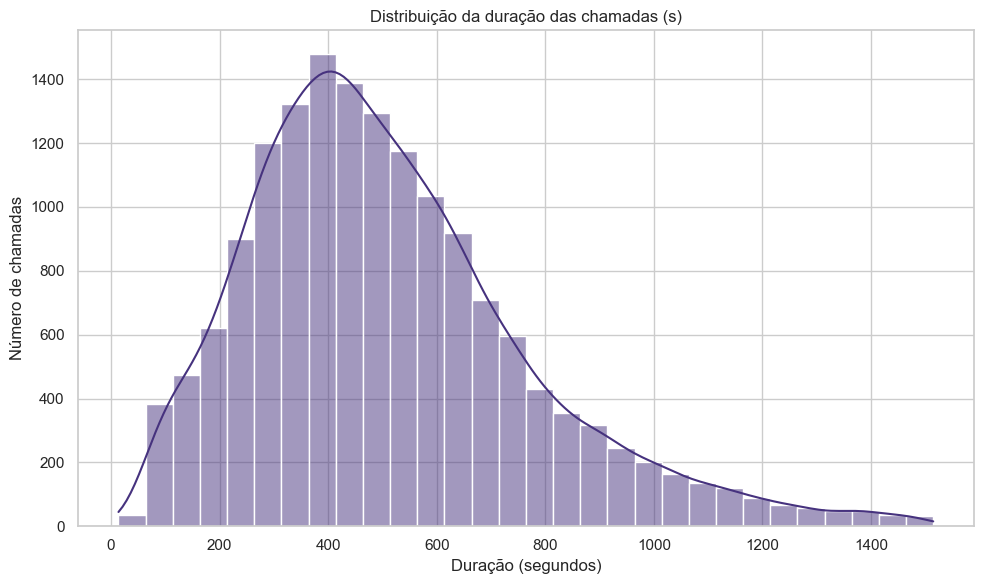 Distribuição da duração das chamadas (s)
Número de chamadas
1400
1200
1000
800
600
400
200
0
0 200 400 600 800 1000 1200 1400
Duração (segundos)